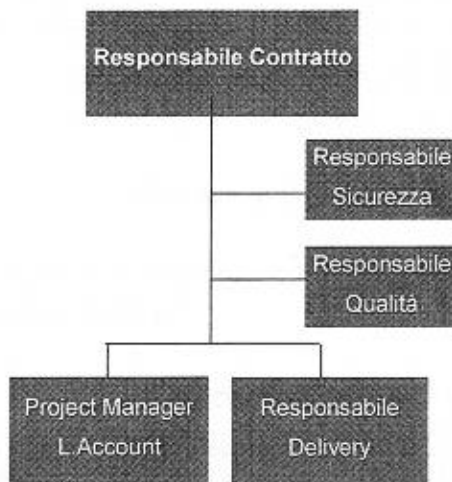 Responsabile Contratto
Responsabile
Sicurezza
Responsabile
Qualità
Project Manager
L.Account
Responsabile
Delivery